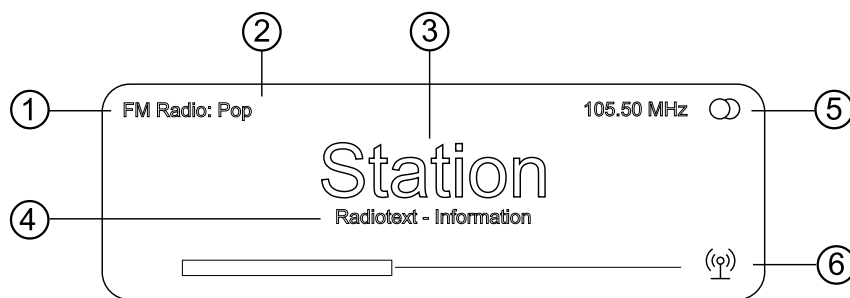 2 3
1 FM Radio: Pop 105.50 MHz 5
Station
4 Radiotext - Information
6